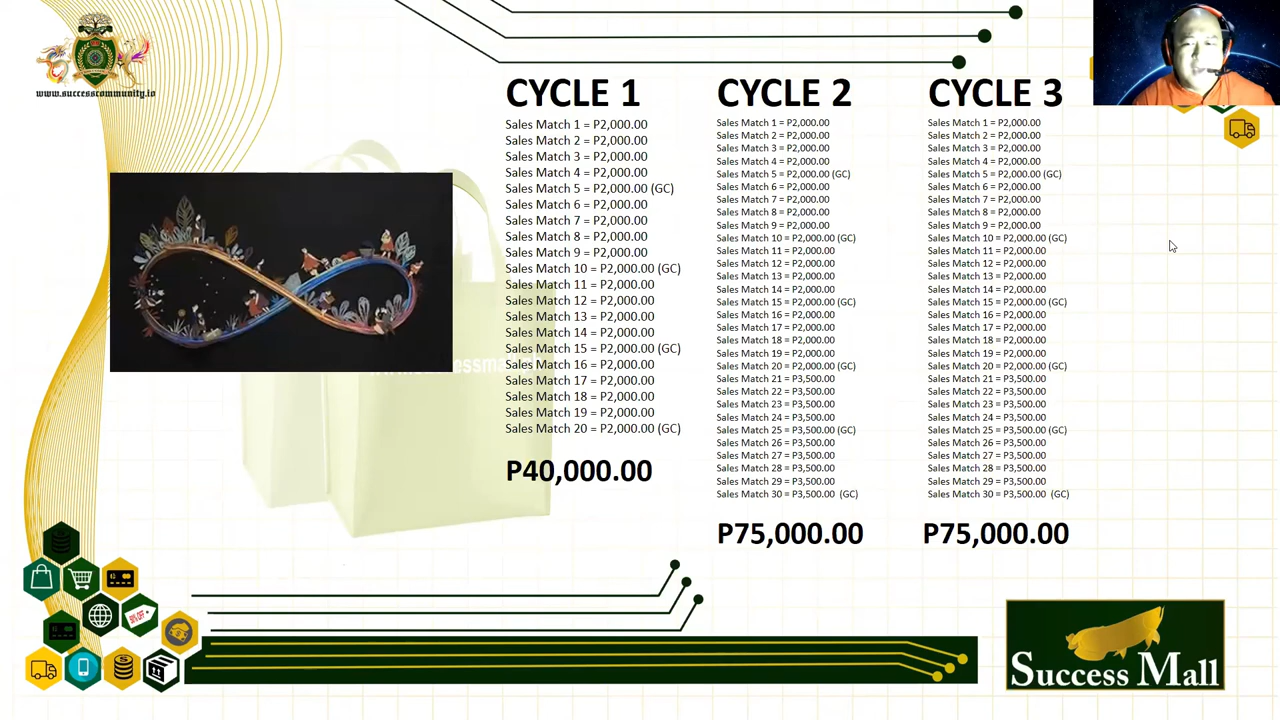 www.successcommunity.io
CYCLE 1
Sales Match 1 = P2,000.00
Sales Match 2 = P2,000.00
Sales Match 3 = P2,000.00
Sales Match 4 = P2,000.00
Sales Match 5 = P2,000.00 (GC)
Sales Match 6 = P2,000.00
Sales Match 7 = P2,000.00
Sales Match 8 = P2,000.00
Sales Match 9 = P2,000.00
Sales Match 10 = P2,000.00 (GC)
Sales Match 11 = P2,000.00
Sales Match 12 = P2,000.00
Sales Match 13 = P2,000.00
Sales Match 14 = P2,000.00
Sales Match 15 = P2,000.00 (GC)
Sales Match 16 = P2,000.00
Sales Match 17 = P2,000.00
Sales Match 18 = P2,000.00
Sales Match 19 = P2,000.00
Sales Match 20 = P2,000.00 (GC)
P40,000.00
CYCLE 2
Sales Match 1 = P2,000.00
Sales Match 2 = P2,000.00
Sales Match 3 = P2,000.00
Sales Match 4 = P2,000.00
Sales Match 5 = P2,000.00 (GC)
Sales Match 6 = P2,000.00
Sales Match 7 = P2,000.00
Sales Match 8 = P2,000.00
Sales Match 9 = P2,000.00
Sales Match 10 = P2,000.00 (GC)
Sales Match 11 = P2,000.00
Sales Match 12 = P2,000.00
Sales Match 13 = P2,000.00
Sales Match 14 = P2,000.00
Sales Match 15 = P2,000.00 (GC)
Sales Match 16 = P2,000.00
Sales Match 17 = P2,000.00
Sales Match 18 = P2,000.00
Sales Match 19 = P2,000.00
Sales Match 20 = P2,000.00 (GC)
Sales Match 21 = P3,500.00
Sales Match 22 = P3,500.00
Sales Match 23 = P3,500.00
Sales Match 24 = P3,500.00
Sales Match 25 = P3,500.00 (GC)
Sales Match 26 = P3,500.00
Sales Match 27 = P3,500.00
Sales Match 28 = P3,500.00
Sales Match 29 = P3,500.00
Sales Match 30 = P3,500.00 (GC)
P75,000.00
CYCLE 3
Sales Match 1 = P2,000.00
Sales Match 2 = P2,000.00
Sales Match 3 = P2,000.00
Sales Match 4 = P2,000.00
Sales Match 5 = P2,000.00 (GC)
Sales Match 6 = P2,000.00
Sales Match 7 = P2,000.00
Sales Match 8 = P2,000.00
Sales Match 9 = P2,000.00
Sales Match 10 = P2,000.00 (GC)
Sales Match 11 = P2,000.00
Sales Match 12 = P2,000.00
Sales Match 13 = P2,000.00
Sales Match 14 = P2,000.00
Sales Match 15 = P2,000.00 (GC)
Sales Match 16 = P2,000.00
Sales Match 17 = P2,000.00
Sales Match 18 = P2,000.00
Sales Match 19 = P2,000.00
Sales Match 20 = P2,000.00 (GC)
Sales Match 21 = P3,500.00
Sales Match 22 = P3,500.00
Sales Match 23 = P3,500.00
Sales Match 24 = P3,500.00
Sales Match 25 = P3,500.00 (GC)
Sales Match 26 = P3,500.00
Sales Match 27 = P3,500.00
Sales Match 28 = P3,500.00
Sales Match 29 = P3,500.00
Sales Match 30 = P3,500.00 (GC)
P75,000.00
Success Mall